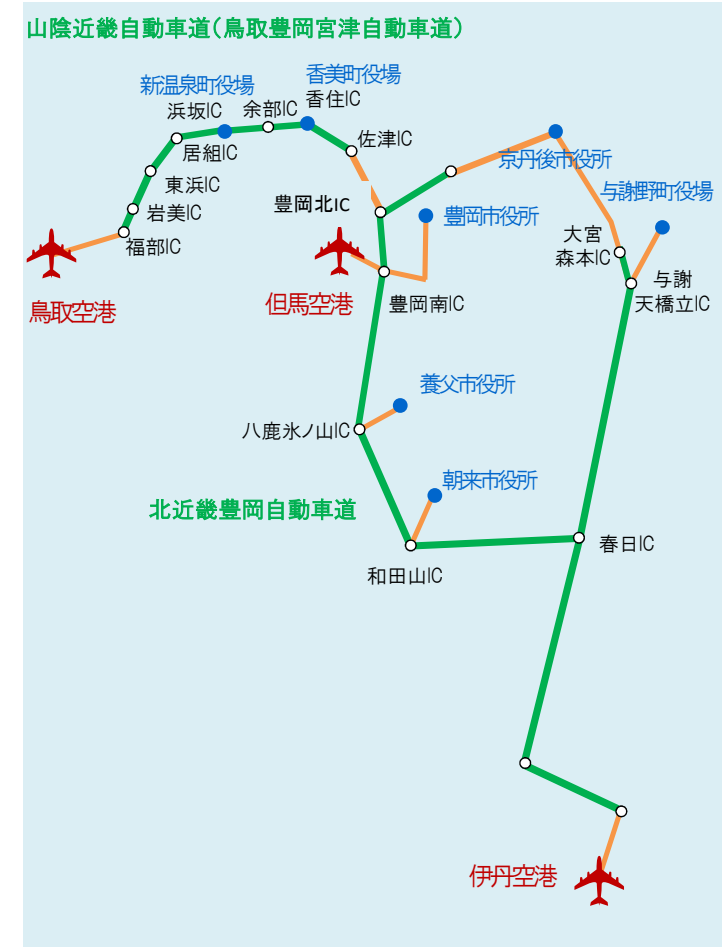 山陰近畿自動車道（鳥取豊岡宮津自動車道）
香美町役場
新温泉町役場
香住IC
浜坂IC
余部IC
佐津IC
居組IC
京丹後市役所
東浜IC
与謝野町役場
豊岡北IC
岩美IC
豊岡市役所
福部IC
大宮
森本IC
与謝
天橋立IC
鳥取空港
但馬空港
豊岡南IC
養父市役所
八鹿氷ノ山IC
朝来市役所
北近畿豊岡自動車道
春日IC
和田山IC
伊丹空港